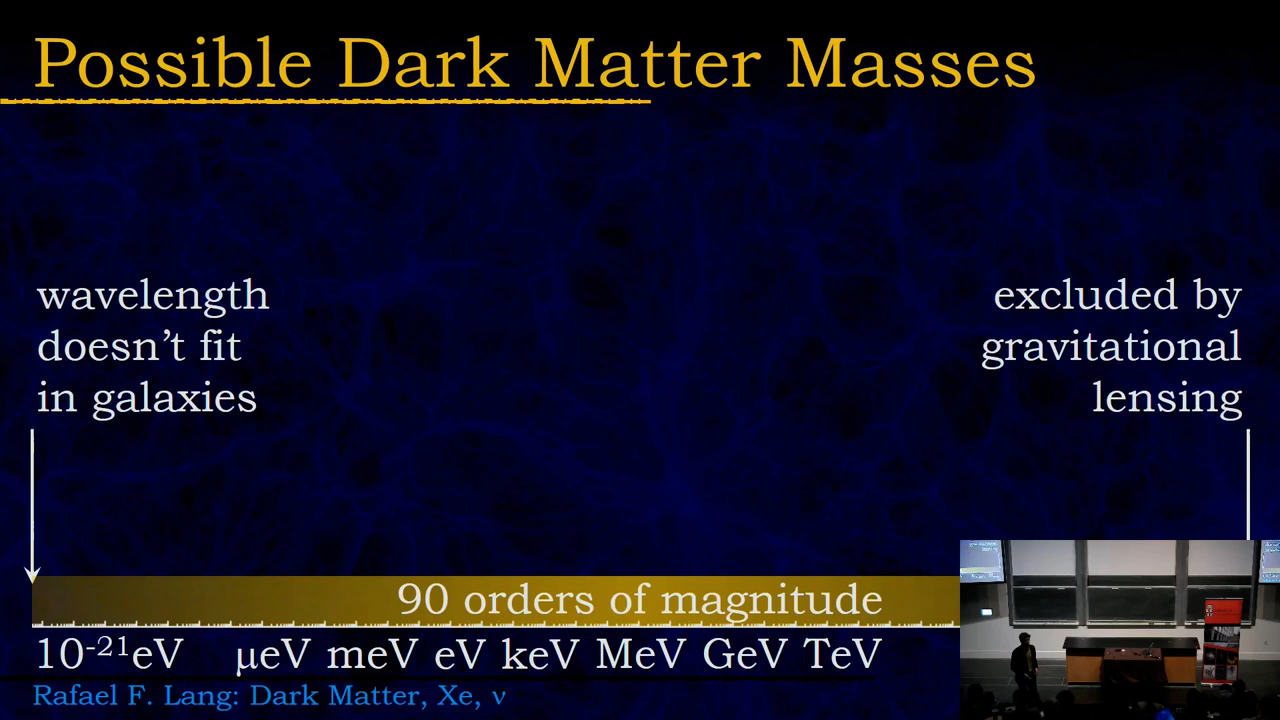 Possible Dark Matter Masses
wavelength
doesn't fit
in galaxies
excluded by
gravitational
lensing
90 orders of magnitude
10⁻²¹eV μeV meV eV keV MeV GeV TeV
Rafael F. Lang: Dark Matter, Xe, ν